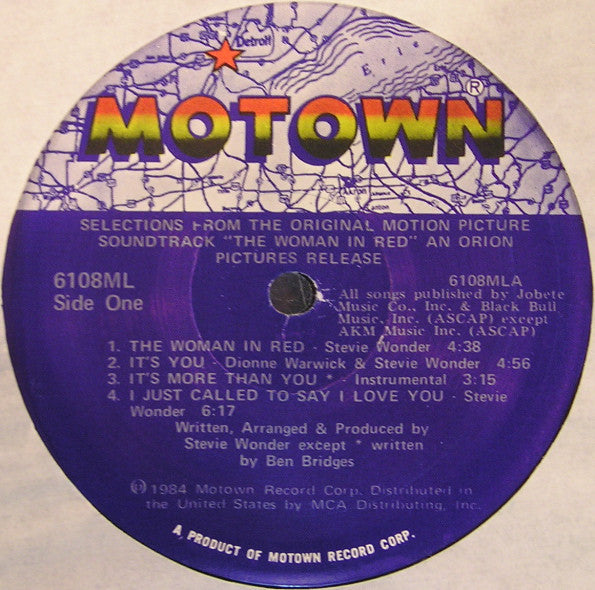 Detroit
Erie
MOTOWN®
Akron
Canton
SELECTIONS FROM THE ORIGINAL MOTION PICTURE
SOUNDTRACK "THE WOMAN IN RED" AN ORION
PICTURES RELEASE
6108ML
Side One
6108MLA
All songs published by Jobete
Music Co., Inc. & Black Bull
Music, Inc. (ASCAP) except
AKM Music Inc. (ASCAP)
1. THE WOMAN IN RED - Stevie Wonder 4:38
2. IT'S YOU - Dionne Warwick & Stevie Wonder 4:56
3. IT'S MORE THAN YOU * - Instrumental 3:15
4. I JUST CALLED TO SAY I LOVE YOU - Stevie
Wonder 6:17
Written, Arranged & Produced by
Stevie Wonder except * written
by Ben Bridges
℗ 1984 Motown Record Corp. Distributed in
the United States by MCA Distributing, Inc.
A PRODUCT OF MOTOWN RECORD CORP.